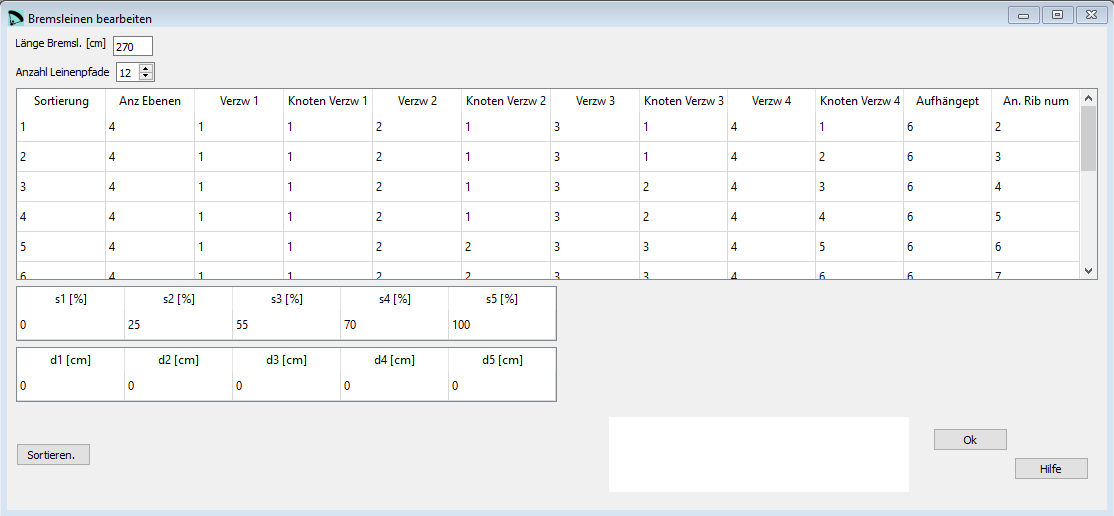 Bremsleinen bearbeiten
Länge Bremsl. [cm] 270
Anzahl Leinenpfade 12
Sortierung Anz Ebenen Verzw 1 Knoten Verzw 1 Verzw 2 Knoten Verzw 2 Verzw 3 Knoten Verzw 3 Verzw 4 Knoten Verzw 4 Aufhängept An. Rib num
1 4 1 1 2 1 3 1 4 1 6 2
2 4 1 1 2 1 3 1 4 2 6 3
3 4 1 1 2 1 3 2 4 3 6 4
4 4 1 1 2 1 3 2 4 4 6 5
5 4 1 1 2 2 3 3 4 5 6 6
6 4 1 1 2 2 3 3 4 6 6 7
s1 [%] s2 [%] s3 [%] s4 [%] s5 [%]
0 25 55 70 100
d1 [cm] d2 [cm] d3 [cm] d4 [cm] d5 [cm]
0 0 0 0 0
Sortieren.
Ok
Hilfe